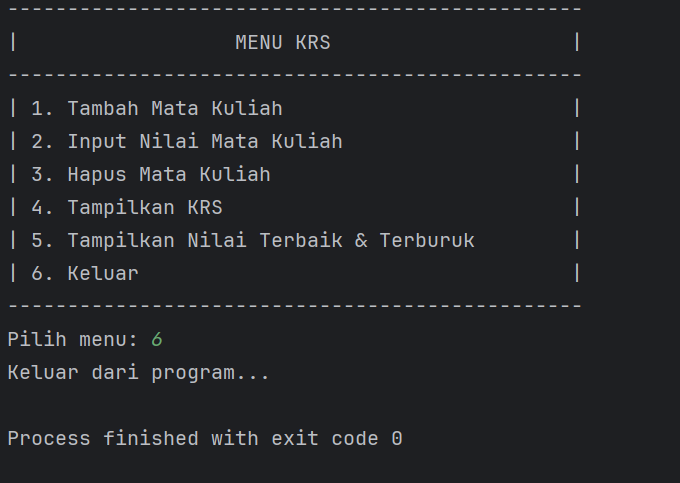 ------------------------------------------------
|                  MENU KRS                    |
------------------------------------------------
| 1. Tambah Mata Kuliah                        |
| 2. Input Nilai Mata Kuliah                   |
| 3. Hapus Mata Kuliah                         |
| 4. Tampilkan KRS                             |
| 5. Tampilkan Nilai Terbaik & Terburuk        |
| 6. Keluar                                    |
------------------------------------------------
Pilih menu: 6
Keluar dari program...
Process finished with exit code 0